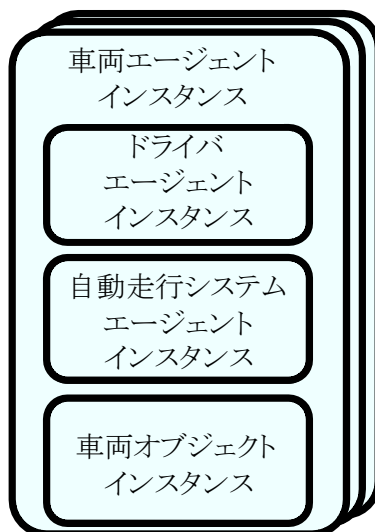 車両エージェント
インスタンス
ドライバ
エージェント
インスタンス
自動走行システム
エージェント
インスタンス
車両オブジェクト
インスタンス